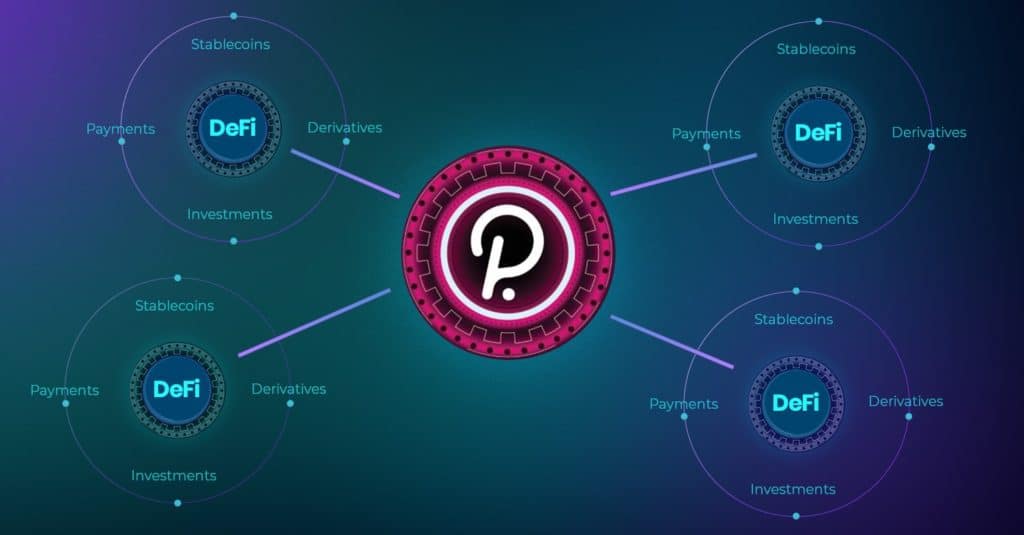 Stablecoins
Payments
DeFi
Derivatives
Investments
Stablecoins
Payments
DeFi
Derivatives
Investments
Stablecoins
Payments
DeFi
Derivatives
Investments
Stablecoins
Payments
DeFi
Derivatives
Investments